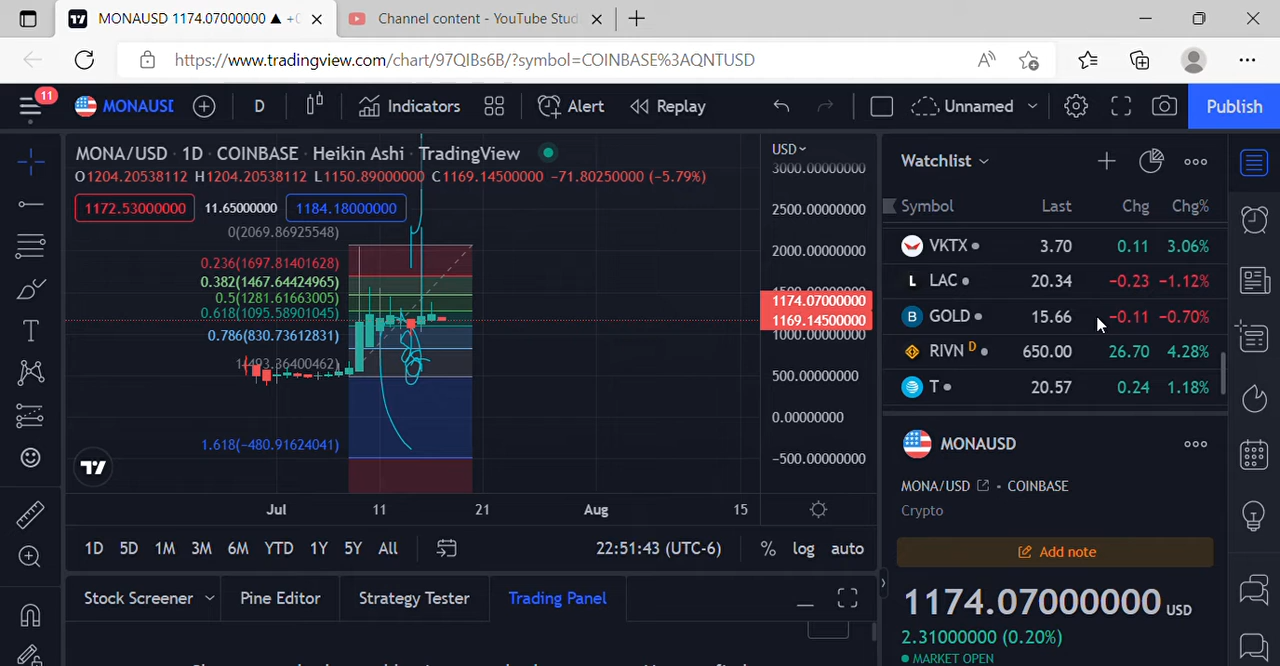 MONAUSD 1174.07000000 ▲ +
Channel content - YouTube Stud
https://www.tradingview.com/chart/97QIBs6B/?symbol=COINBASE%3AQNTUSD
11
MONAUSD
D
Indicators
Alert
Replay
Unnamed
Publish
MONA/USD · 1D · COINBASE · Heikin Ashi · TradingView
O1204.20538112 H1204.20538112 L1150.89000000 C1169.14500000 −71.80250000 (−5.79%)
1172.53000000 11.65000000 1184.18000000
0(2069.86925548)
0.236(1697.81401628)
0.382(1467.64424965)
0.5(1281.61663005)
0.618(1095.58901045)
0.786(830.73612831)
1(493.36400462)
1.618(−480.91624041)
USD
3000.00000000
2500.00000000
2000.00000000
1174.07000000
1169.14500000
1000.00000000
500.00000000
0.00000000
−500.00000000
Jul 11 21 Aug 15
1D 5D 1M 3M 6M YTD 1Y 5Y All
22:51:43 (UTC-6) % log auto
Stock Screener Pine Editor Strategy Tester Trading Panel
Watchlist
Symbol Last Chg Chg%
VKTX 3.70 0.11 3.06%
L LAC 20.34 −0.23 −1.12%
B GOLD 15.66 −0.11 −0.70%
RIVN D 650.00 26.70 4.28%
T 20.57 0.24 1.18%
MONAUSD
MONA/USD • COINBASE
Crypto
Add note
1174.07000000 USD
2.31000000 (0.20%)
MARKET OPEN